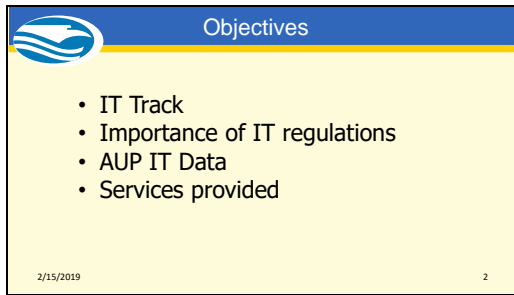 Objectives
• IT Track
• Importance of IT regulations
• AUP IT Data
• Services provided
2/15/2019 2